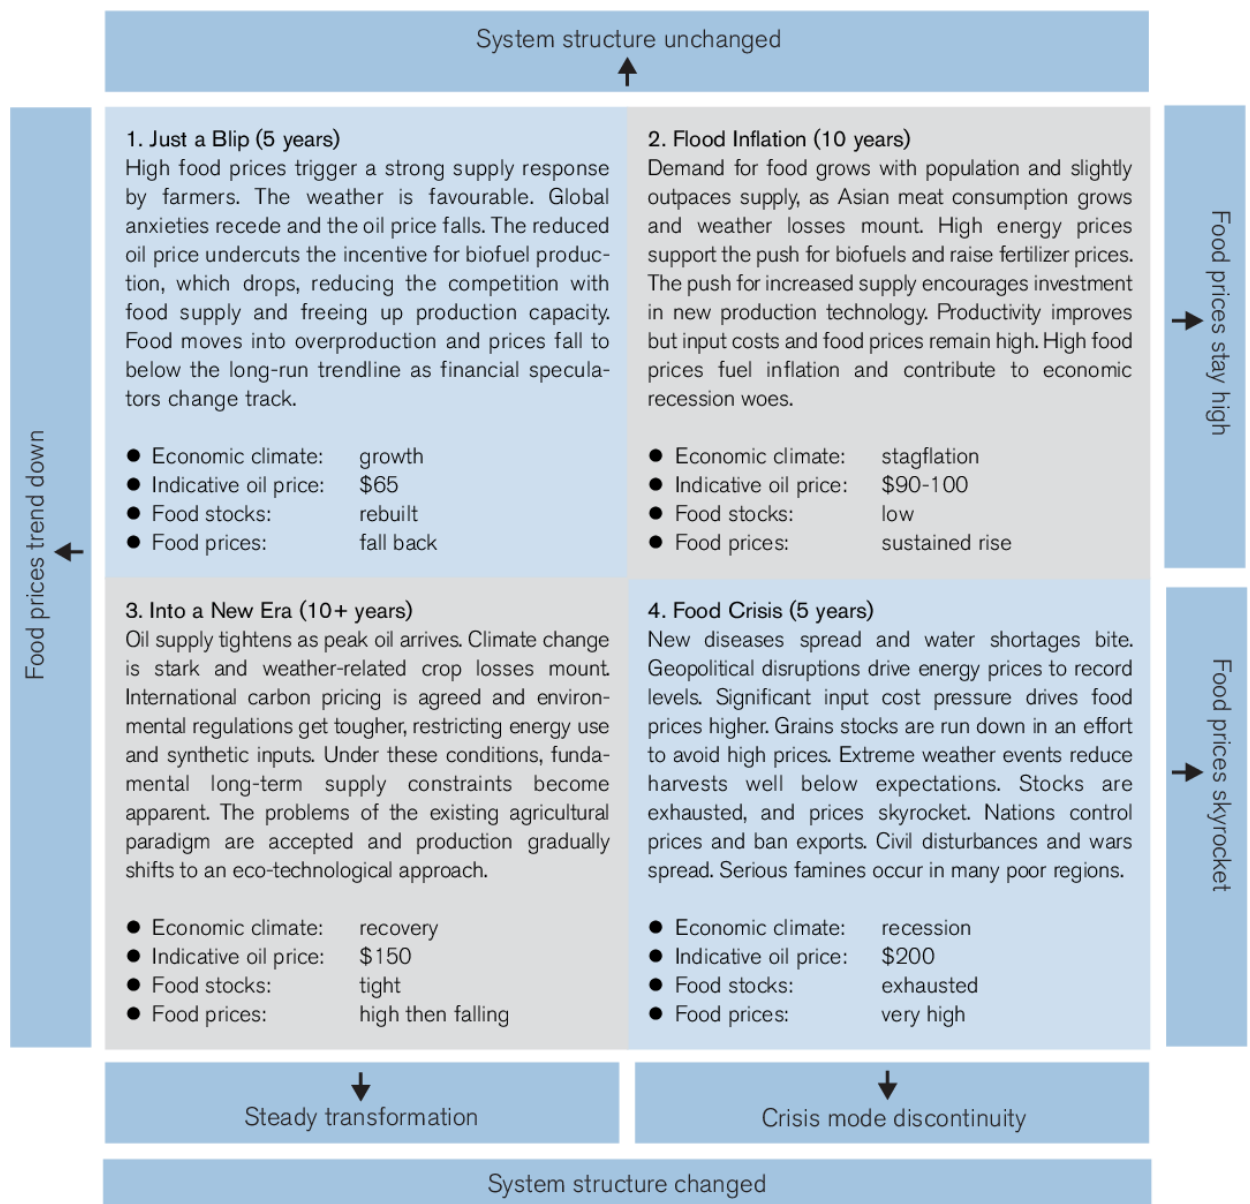 System structure unchanged
Food prices trend down
1. Just a Blip (5 years)
High food prices trigger a strong supply response
by farmers. The weather is favourable. Global
anxieties recede and the oil price falls. The reduced
oil price undercuts the incentive for biofuel produc-
tion, which drops, reducing the competition with
food supply and freeing up production capacity.
Food moves into overproduction and prices fall to
below the long-run trendline as financial specula-
tors change track.
● Economic climate: growth
● Indicative oil price: $65
● Food stocks: rebuilt
● Food prices: fall back
2. Flood Inflation (10 years)
Demand for food grows with population and slightly
outpaces supply, as Asian meat consumption grows
and weather losses mount. High energy prices
support the push for biofuels and raise fertilizer prices.
The push for increased supply encourages investment
in new production technology. Productivity improves
but input costs and food prices remain high. High food
prices fuel inflation and contribute to economic
recession woes.
● Economic climate: stagflation
● Indicative oil price: $90-100
● Food stocks: low
● Food prices: sustained rise
Food prices stay high
3. Into a New Era (10+ years)
Oil supply tightens as peak oil arrives. Climate change
is stark and weather-related crop losses mount.
International carbon pricing is agreed and environ-
mental regulations get tougher, restricting energy use
and synthetic inputs. Under these conditions, funda-
mental long-term supply constraints become
apparent. The problems of the existing agricultural
paradigm are accepted and production gradually
shifts to an eco-technological approach.
● Economic climate: recovery
● Indicative oil price: $150
● Food stocks: tight
● Food prices: high then falling
4. Food Crisis (5 years)
New diseases spread and water shortages bite.
Geopolitical disruptions drive energy prices to record
levels. Significant input cost pressure drives food
prices higher. Grains stocks are run down in an effort
to avoid high prices. Extreme weather events reduce
harvests well below expectations. Stocks are
exhausted, and prices skyrocket. Nations control
prices and ban exports. Civil disturbances and wars
spread. Serious famines occur in many poor regions.
● Economic climate: recession
● Indicative oil price: $200
● Food stocks: exhausted
● Food prices: very high
Food prices skyrocket
Steady transformation
Crisis mode discontinuity
System structure changed